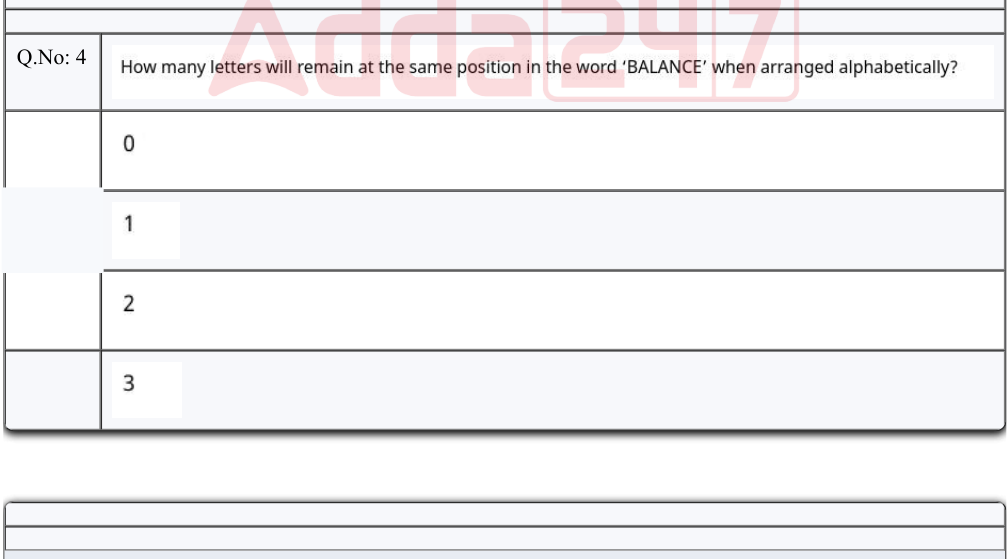 Adda247
Q.No: 4
How many letters will remain at the same position in the word ‘BALANCE’ when arranged alphabetically?
0
1
2
3